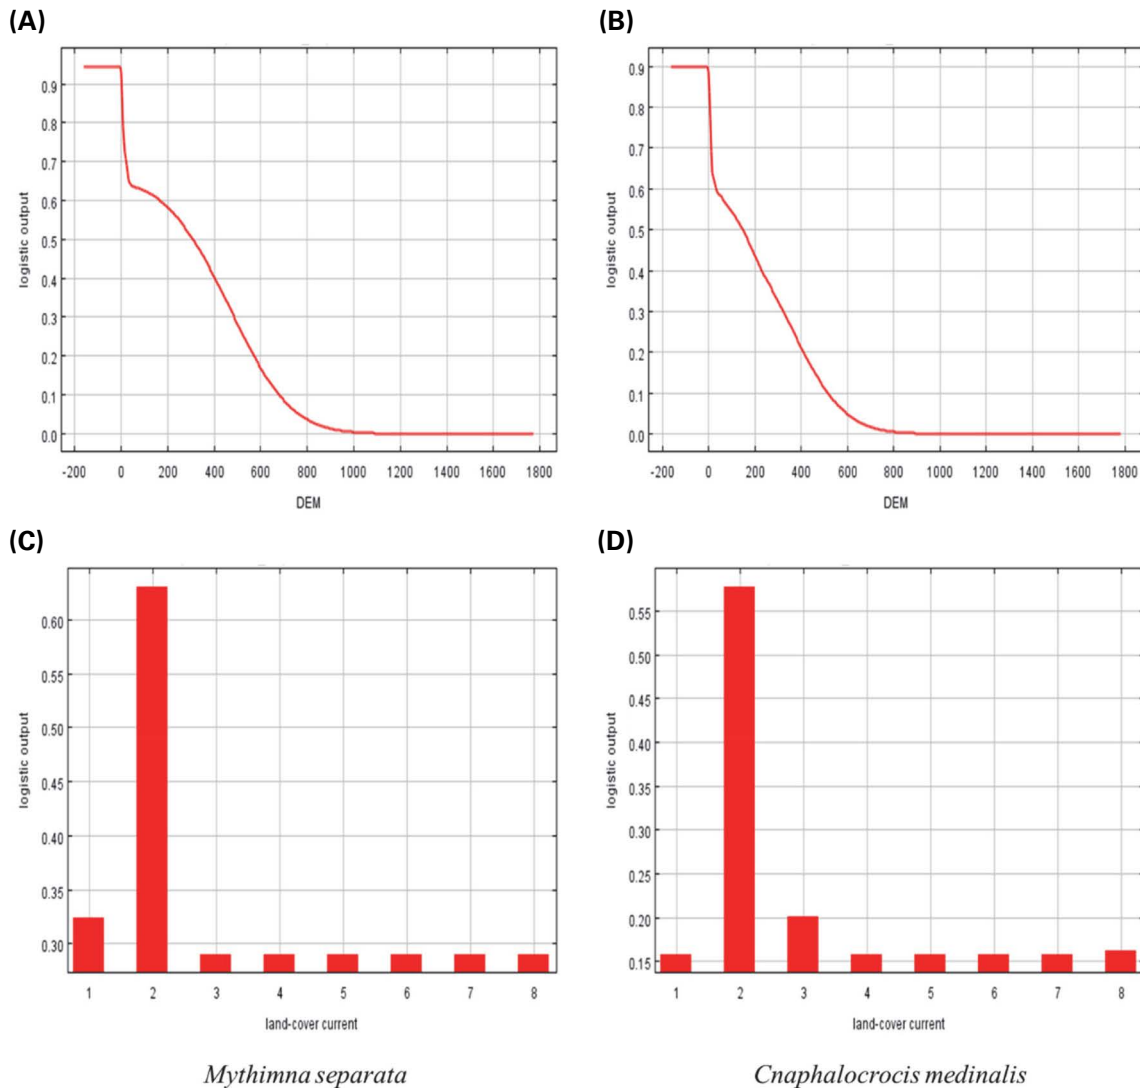 (A)
0.9
0.8
0.7
0.6
0.5
0.4
0.3
0.2
0.1
0.0
logistic output
-200 0 200 400 600 800 1000 1200 1400 1600 1800
DEM
(B)
0.9
0.8
0.7
0.6
0.5
0.4
0.3
0.2
0.1
0.0
logistic output
-200 0 200 400 600 800 1000 1200 1400 1600 1800
DEM
(C)
0.60
0.55
0.50
0.45
0.40
0.35
0.30
logistic output
1 2 3 4 5 6 7 8
land-cover current
Mythimna separata
(D)
0.55
0.50
0.45
0.40
0.35
0.30
0.25
0.20
0.15
logistic output
1 2 3 4 5 6 7 8
land-cover current
Cnaphalocrocis medinalis